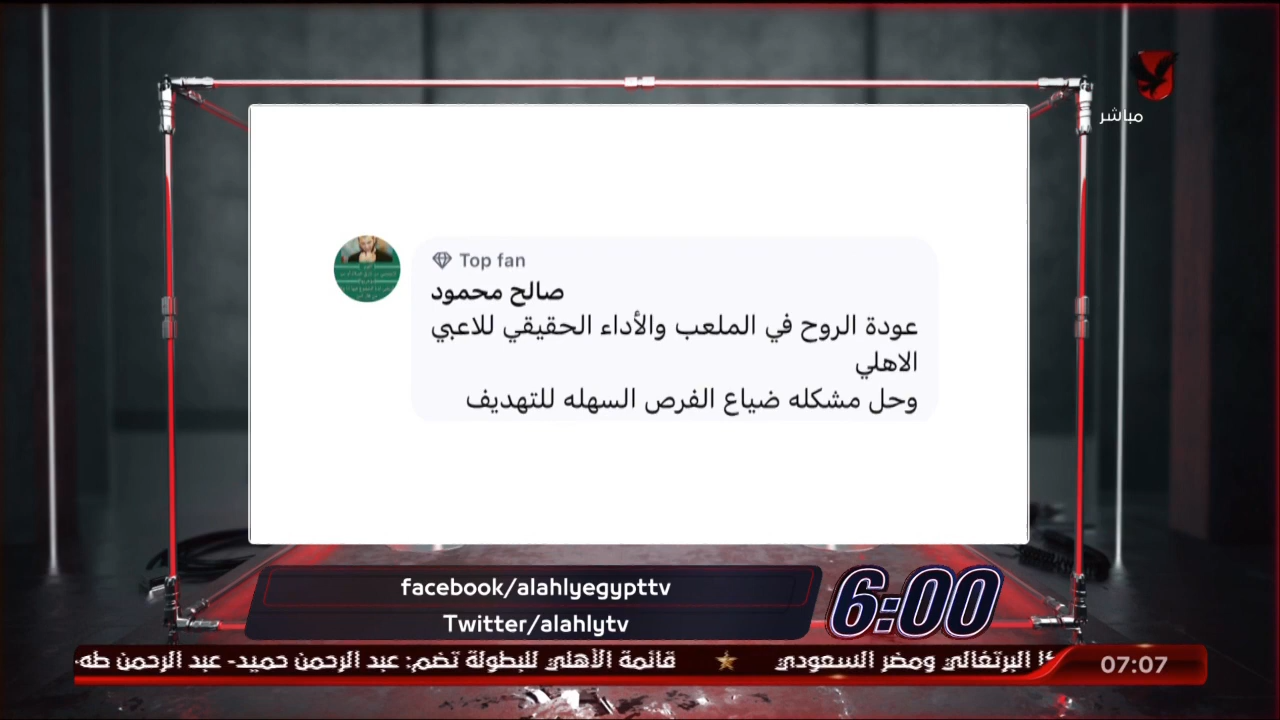 مباشر
Top fan
صالح محمود
عودة الروح في الملعب والأداء الحقيقي للاعبي
الاهلي
وحل مشكله ضياع الفرص السهله للتهديف
facebook/alahlyegypttv
Twitter/alahlytv
6:00
البرتغالي ومضر السعودي ★ قائمة الأهلي للبطولة تضم: عبد الرحمن حميد- عبد الرحمن طه-
07:07